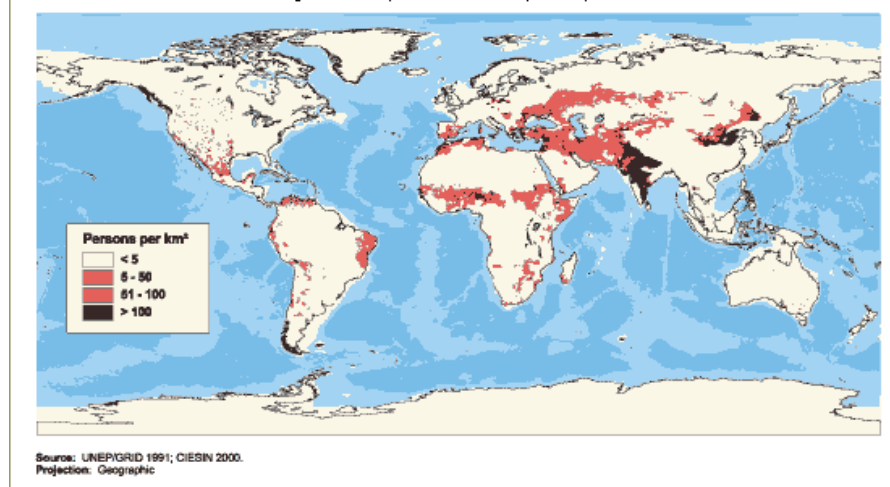 Persons per km²
< 5
5 - 50
51 - 100
> 100
Source: UNEP/GRID 1991; CIESIN 2000.
Projection: Geographic